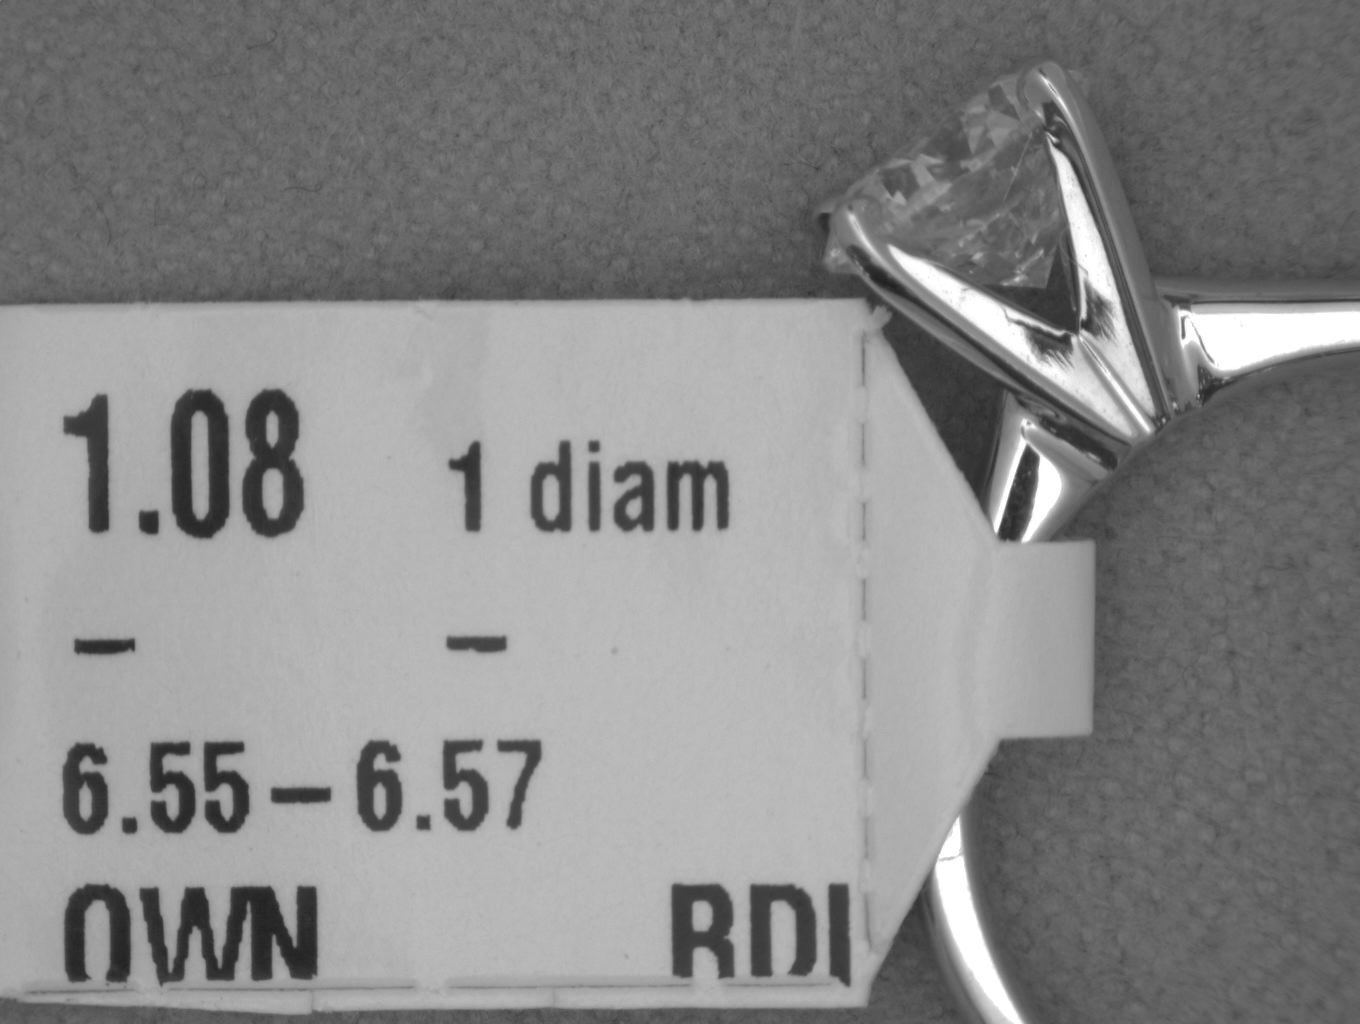 1.08 1 diam
– –
6.55–6.57
OWN RDI